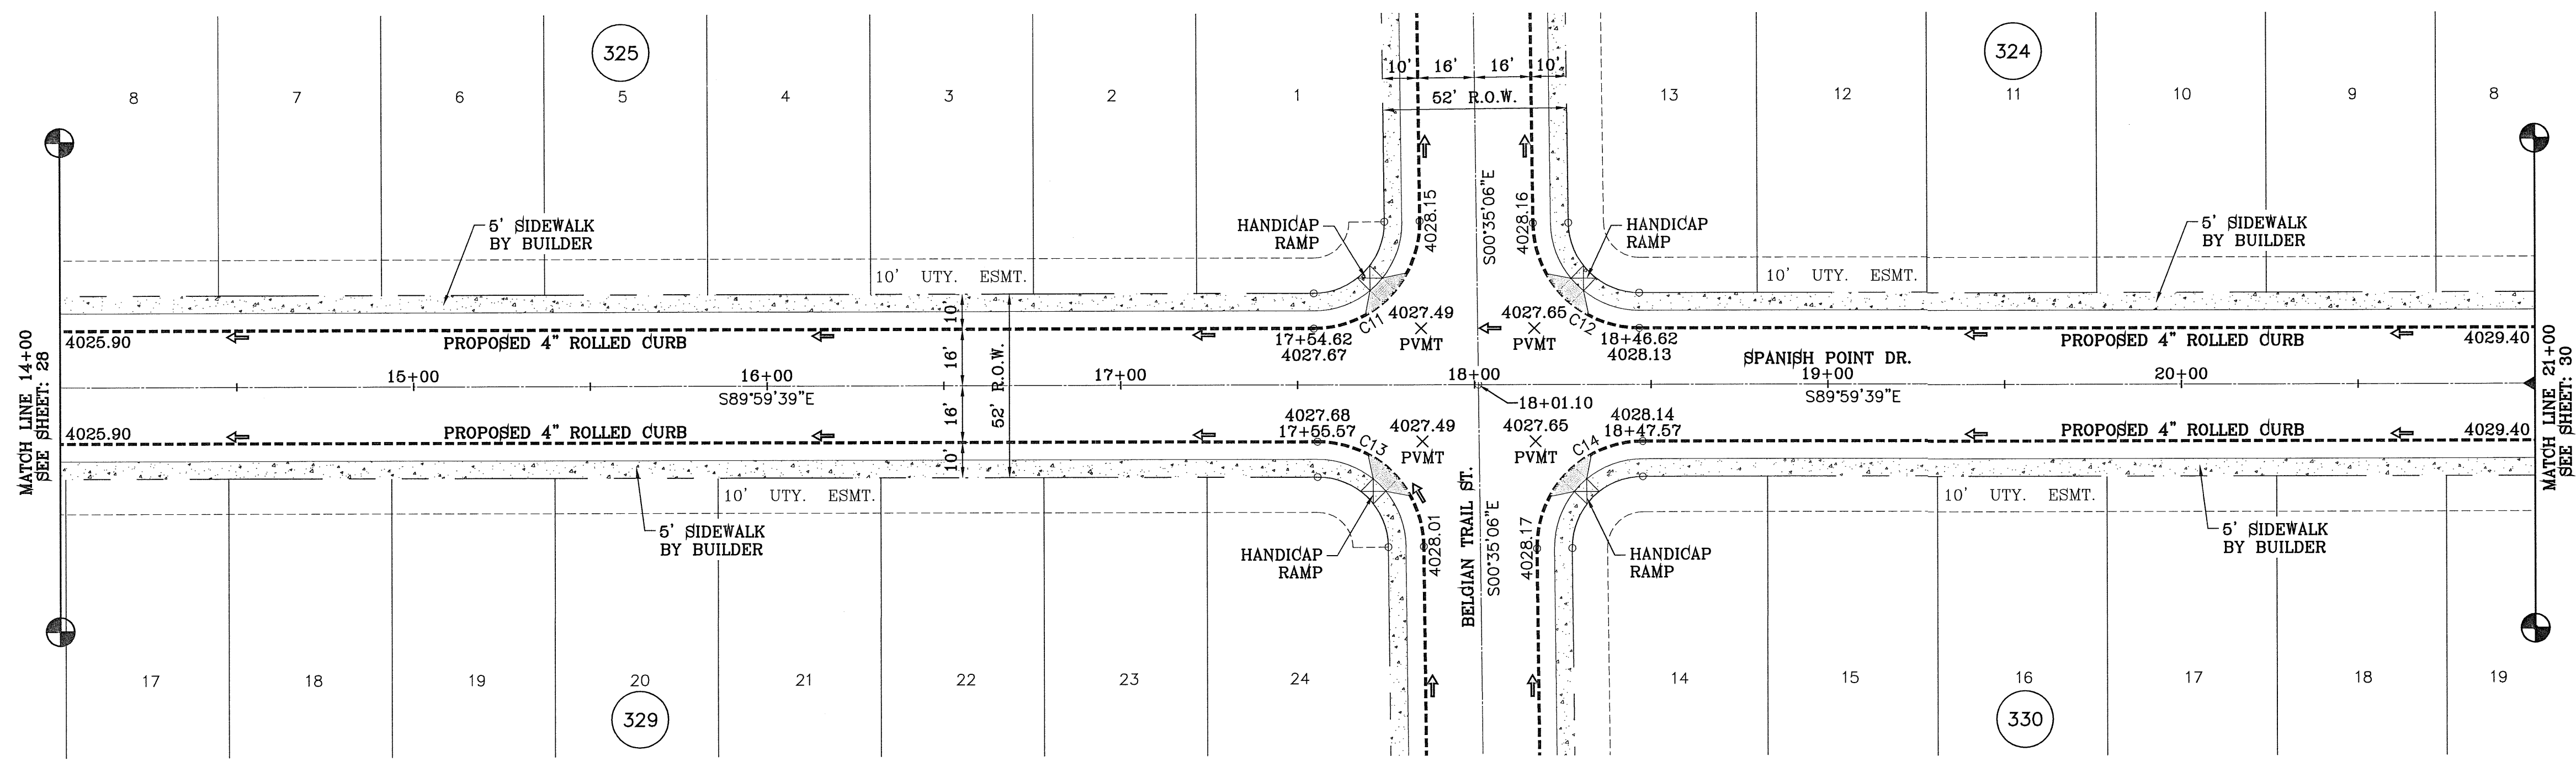 325
324
8
7
6
5
4
3
2
1
10'
16'
16'
10'
52' R.O.W.
13
12
11
10
9
8
5' SIDEWALK
BY BUILDER
HANDICAP
RAMP
4028.15
S00°35'06"E
4028.16
HANDICAP
RAMP
5' SIDEWALK
BY BUILDER
10' UTY. ESMT.
10' UTY. ESMT.
MATCH LINE 14+00
SEE SHEET: 28
4025.90
PROPOSED 4" ROLLED CURB
10'
16'
52' R.O.W.
16'
10'
17+54.62
4027.67
C11
4027.49
PVMT
4027.65
PVMT
C12
18+46.62
4028.13
SPANISH POINT DR.
PROPOSED 4" ROLLED CURB
4029.40
MATCH LINE 21+00
SEE SHEET: 30
15+00
16+00
17+00
18+00
19+00
20+00
S89°59'39"E
S89°59'39"E
18+01.10
4025.90
PROPOSED 4" ROLLED CURB
4027.68
17+55.57
C13
4027.49
PVMT
4027.65
PVMT
C14
4028.14
18+47.57
PROPOSED 4" ROLLED CURB
4029.40
10' UTY. ESMT.
10' UTY. ESMT.
5' SIDEWALK
BY BUILDER
HANDICAP
RAMP
4028.01
BELGIAN TRAIL ST.
S00°35'06"E
4028.17
HANDICAP
RAMP
5' SIDEWALK
BY BUILDER
17
18
19
20
21
22
23
24
14
15
16
17
18
19
329
330